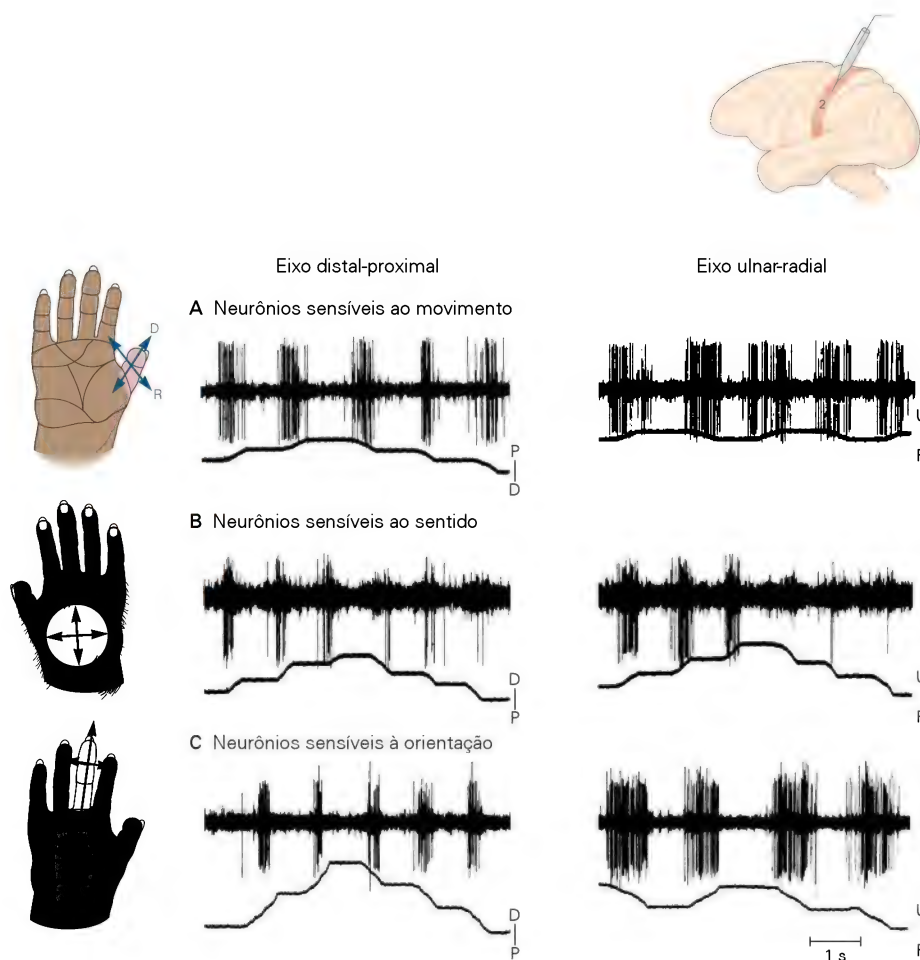 2
Eixo distal-proximal
Eixo ulnar-radial
A Neurônios sensíveis ao movimento
D
R
P
D
U
B Neurônios sensíveis ao sentido
D
P
U
C Neurônios sensíveis à orientação
D
P
U
1 s